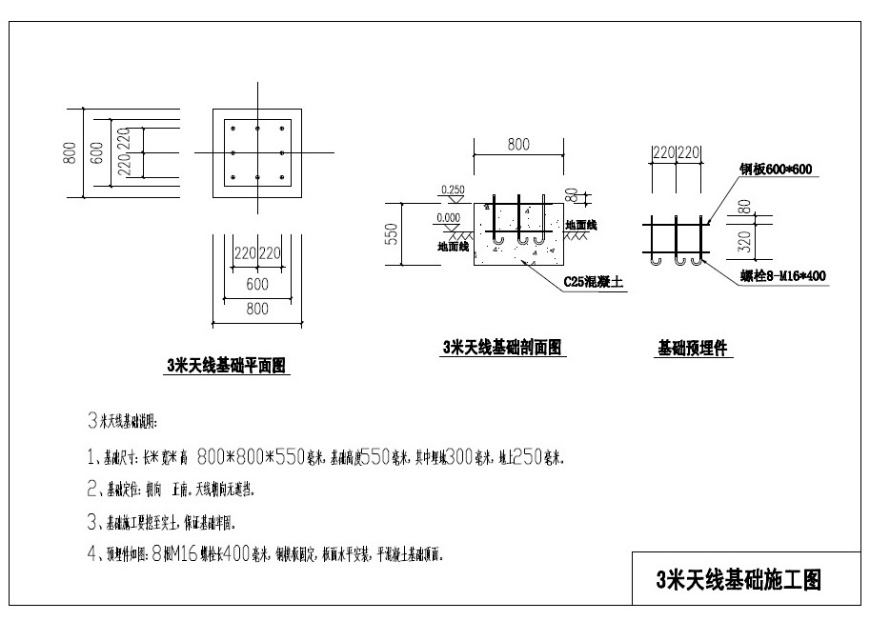 800
600
220
220
220 220
600
800
3米天线基础平面图
800
0.250
80
0.000
550
地面线
地面线
C25混凝土
3米天线基础剖面图
220 220
钢板600*600
80
320
螺栓8-M16*400
基础预埋件
3米天线基础说明:
1、基础尺寸: 长*宽*高 800*800*550毫米, 基础高度550毫米, 其中埋地300毫米, 地上250毫米.
2、基础定位: 朝向 正南. 天线朝向无遮挡.
3、基础施工要挖至实土, 保证基础牢固.
4、预埋件如图: 8根M16螺栓长400毫米, 钢模板固定, 板面水平安装, 平混凝土基础顶面.
3米天线基础施工图